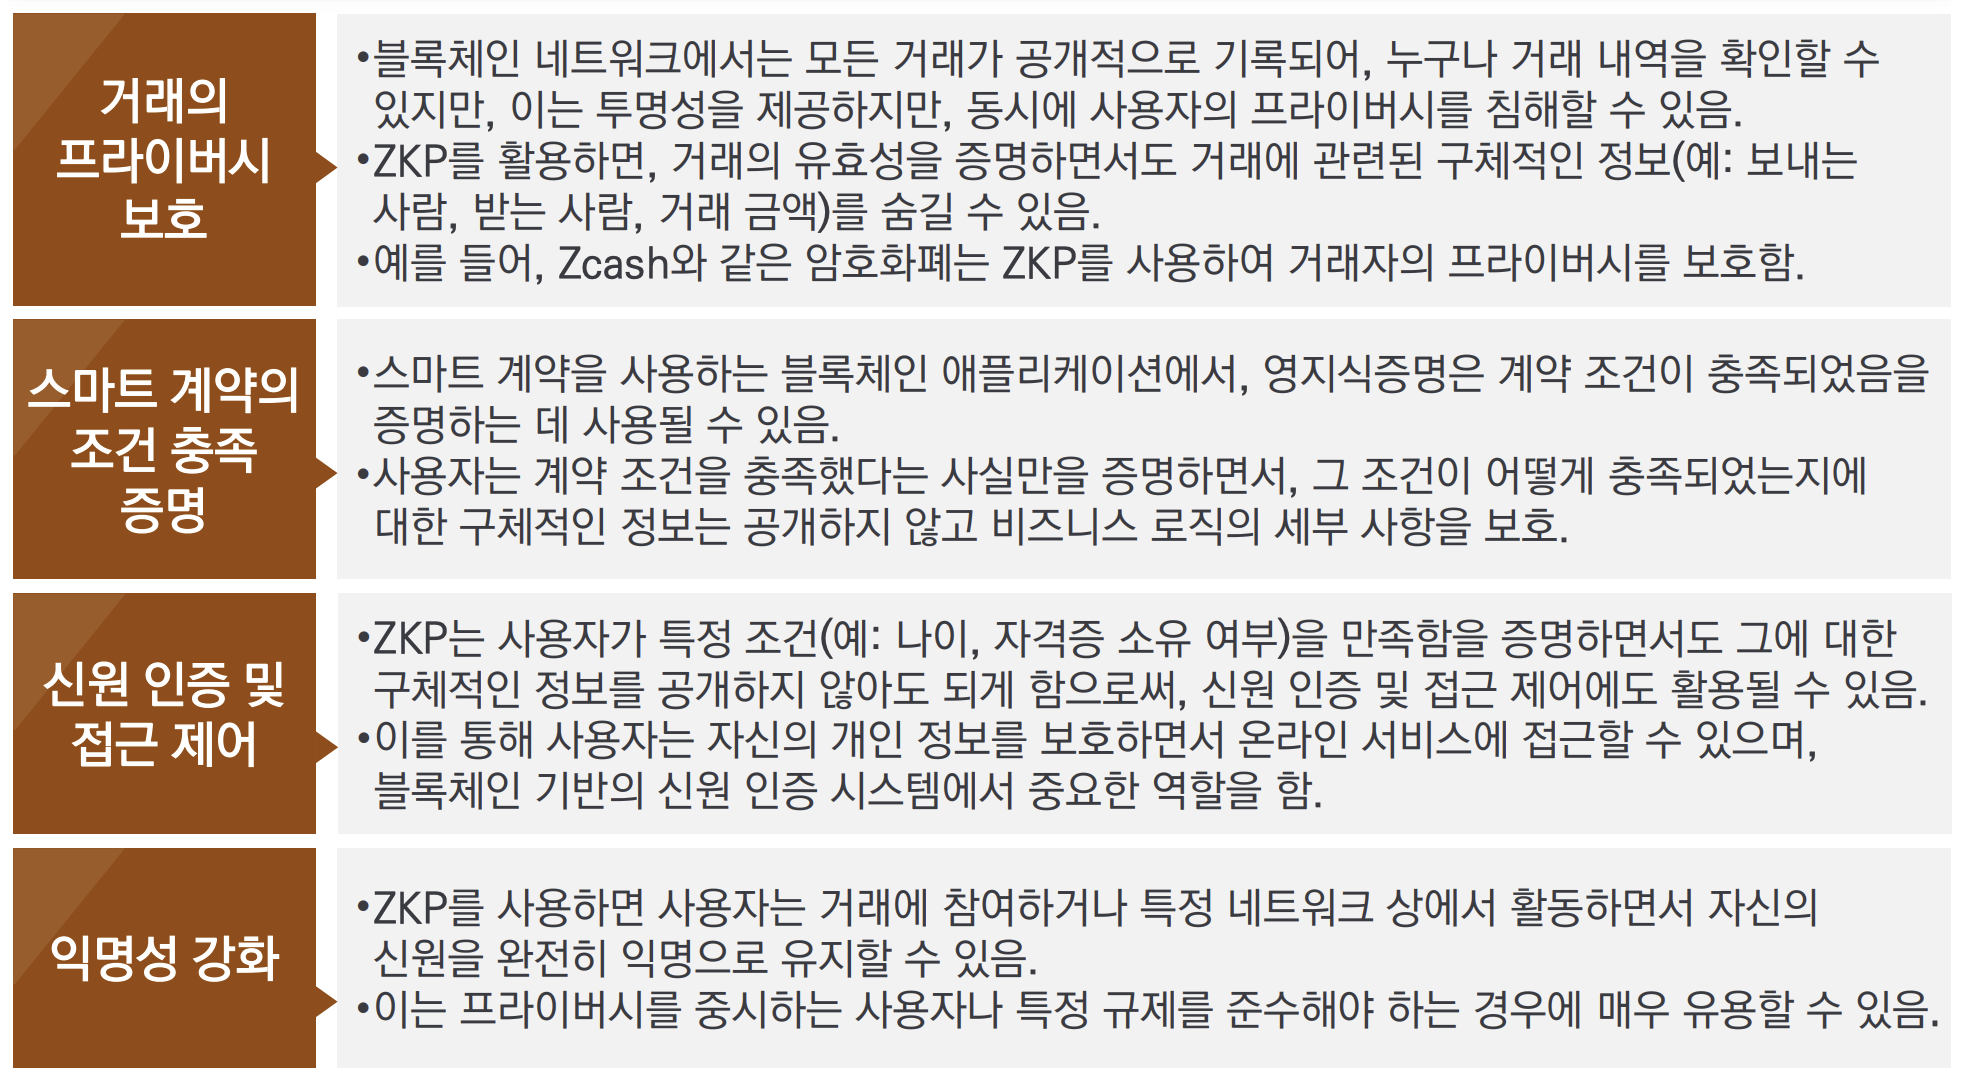 거래의
프라이버시
보호
•블록체인 네트워크에서는 모든 거래가 공개적으로 기록되어, 누구나 거래 내역을 확인할 수
있지만, 이는 투명성을 제공하지만, 동시에 사용자의 프라이버시를 침해할 수 있음.
•ZKP를 활용하면, 거래의 유효성을 증명하면서도 거래에 관련된 구체적인 정보(예: 보내는
사람, 받는 사람, 거래 금액)를 숨길 수 있음.
•예를 들어, Zcash와 같은 암호화폐는 ZKP를 사용하여 거래자의 프라이버시를 보호함.
스마트 계약의
조건 충족
증명
•스마트 계약을 사용하는 블록체인 애플리케이션에서, 영지식증명은 계약 조건이 충족되었음을
증명하는 데 사용될 수 있음.
•사용자는 계약 조건을 충족했다는 사실만을 증명하면서, 그 조건이 어떻게 충족되었는지에
대한 구체적인 정보는 공개하지 않고 비즈니스 로직의 세부 사항을 보호.
신원 인증 및
접근 제어
•ZKP는 사용자가 특정 조건(예: 나이, 자격증 소유 여부)을 만족함을 증명하면서도 그에 대한
구체적인 정보를 공개하지 않아도 되게 함으로써, 신원 인증 및 접근 제어에도 활용될 수 있음.
•이를 통해 사용자는 자신의 개인 정보를 보호하면서 온라인 서비스에 접근할 수 있으며,
블록체인 기반의 신원 인증 시스템에서 중요한 역할을 함.
익명성 강화
•ZKP를 사용하면 사용자는 거래에 참여하거나 특정 네트워크 상에서 활동하면서 자신의
신원을 완전히 익명으로 유지할 수 있음.
•이는 프라이버시를 중시하는 사용자나 특정 규제를 준수해야 하는 경우에 매우 유용할 수 있음.